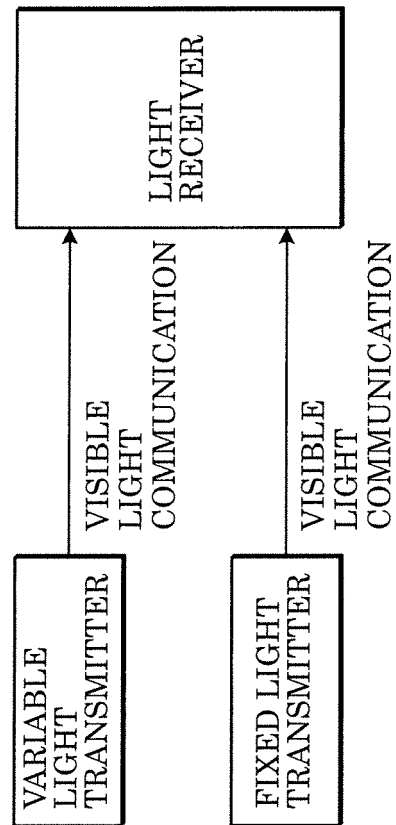 VARIABLE
LIGHT
TRANSMITTER
VISIBLE
LIGHT
COMMUNICATION
LIGHT
RECEIVER
FIXED LIGHT
TRANSMITTER
VISIBLE
LIGHT
COMMUNICATION